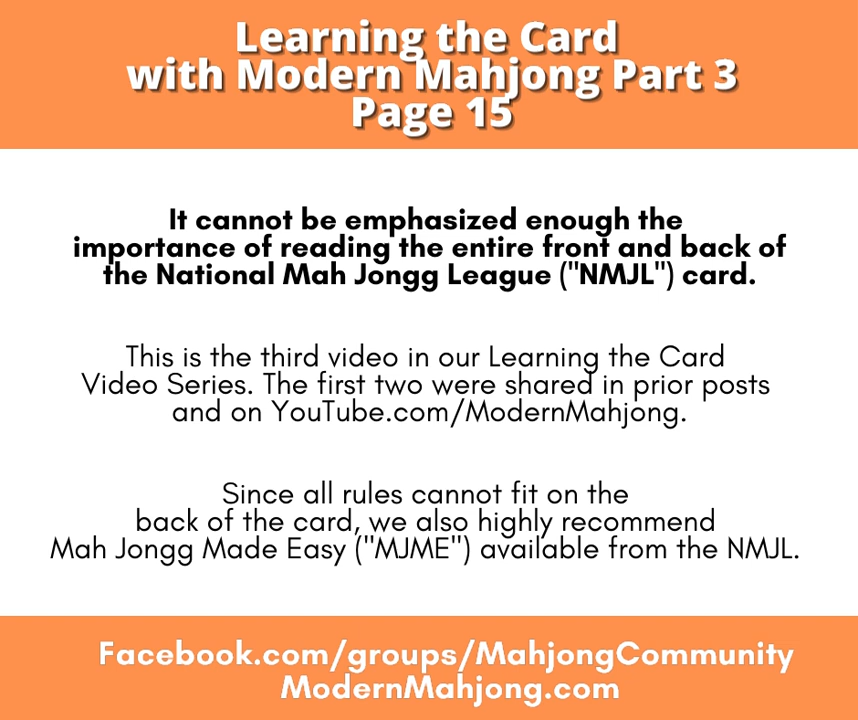 Learning the Card
with Modern Mahjong Part 3
Page 15
It cannot be emphasized enough the
importance of reading the entire front and back of
the National Mah Jongg League ("NMJL") card.
This is the third video in our Learning the Card
Video Series. The first two were shared in prior posts
and on YouTube.com/ModernMahjong.
Since all rules cannot fit on the
back of the card, we also highly recommend
Mah Jongg Made Easy ("MJME") available from the NMJL.
Facebook.com/groups/MahjongCommunity
ModernMahjong.com